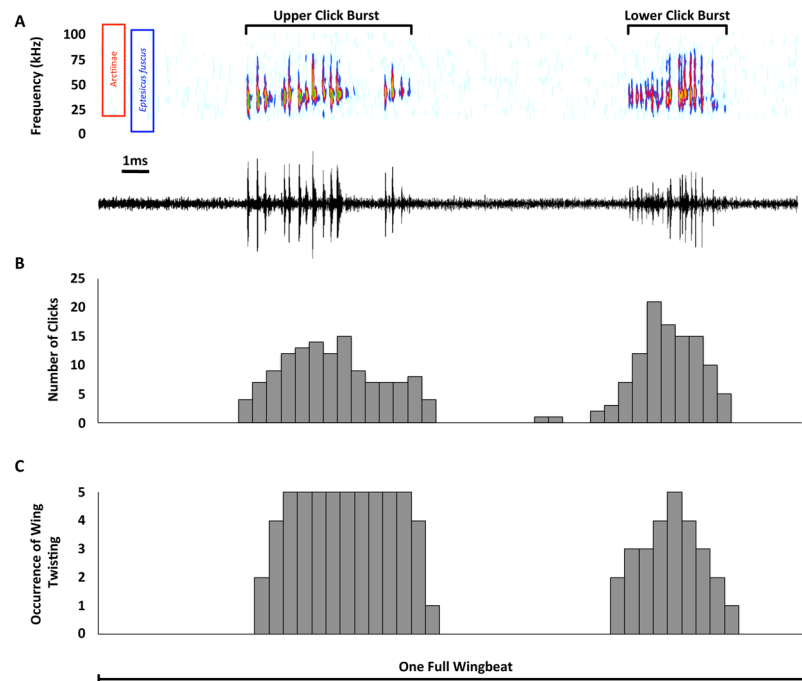 A
Upper Click Burst
Lower Click Burst
Frequency (kHz)
100
75
50
25
0
Arctiinae
Eptesicus fuscus
1ms
B
Number of Clicks
25
20
15
10
5
0
C
Occurrence of Wing
Twisting
5
4
3
2
1
0
One Full Wingbeat